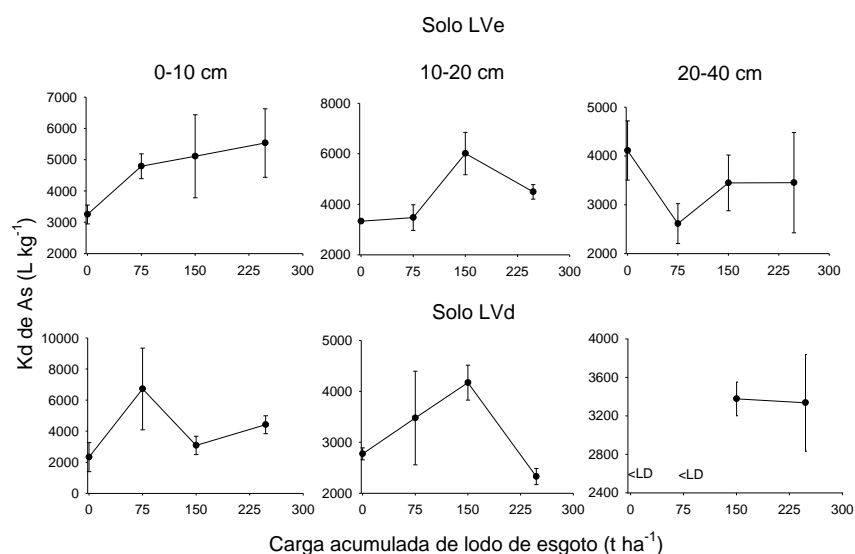 Solo LVe
0-10 cm
10-20 cm
20-40 cm
7000
6000
5000
4000
3000
2000
0 75 150 225 300
8000
6000
4000
2000
0 75 150 225 300
5000
4000
3000
2000
0 75 150 225 300
Kd de As (L kg⁻¹)
Solo LVd
10000
8000
6000
4000
2000
0
0 75 150 225 300
5000
4000
3000
2000
0 75 150 225 300
4000
3600
3200
2800
2400
<LD <LD
0 75 150 225 300
Carga acumulada de lodo de esgoto (t ha⁻¹)